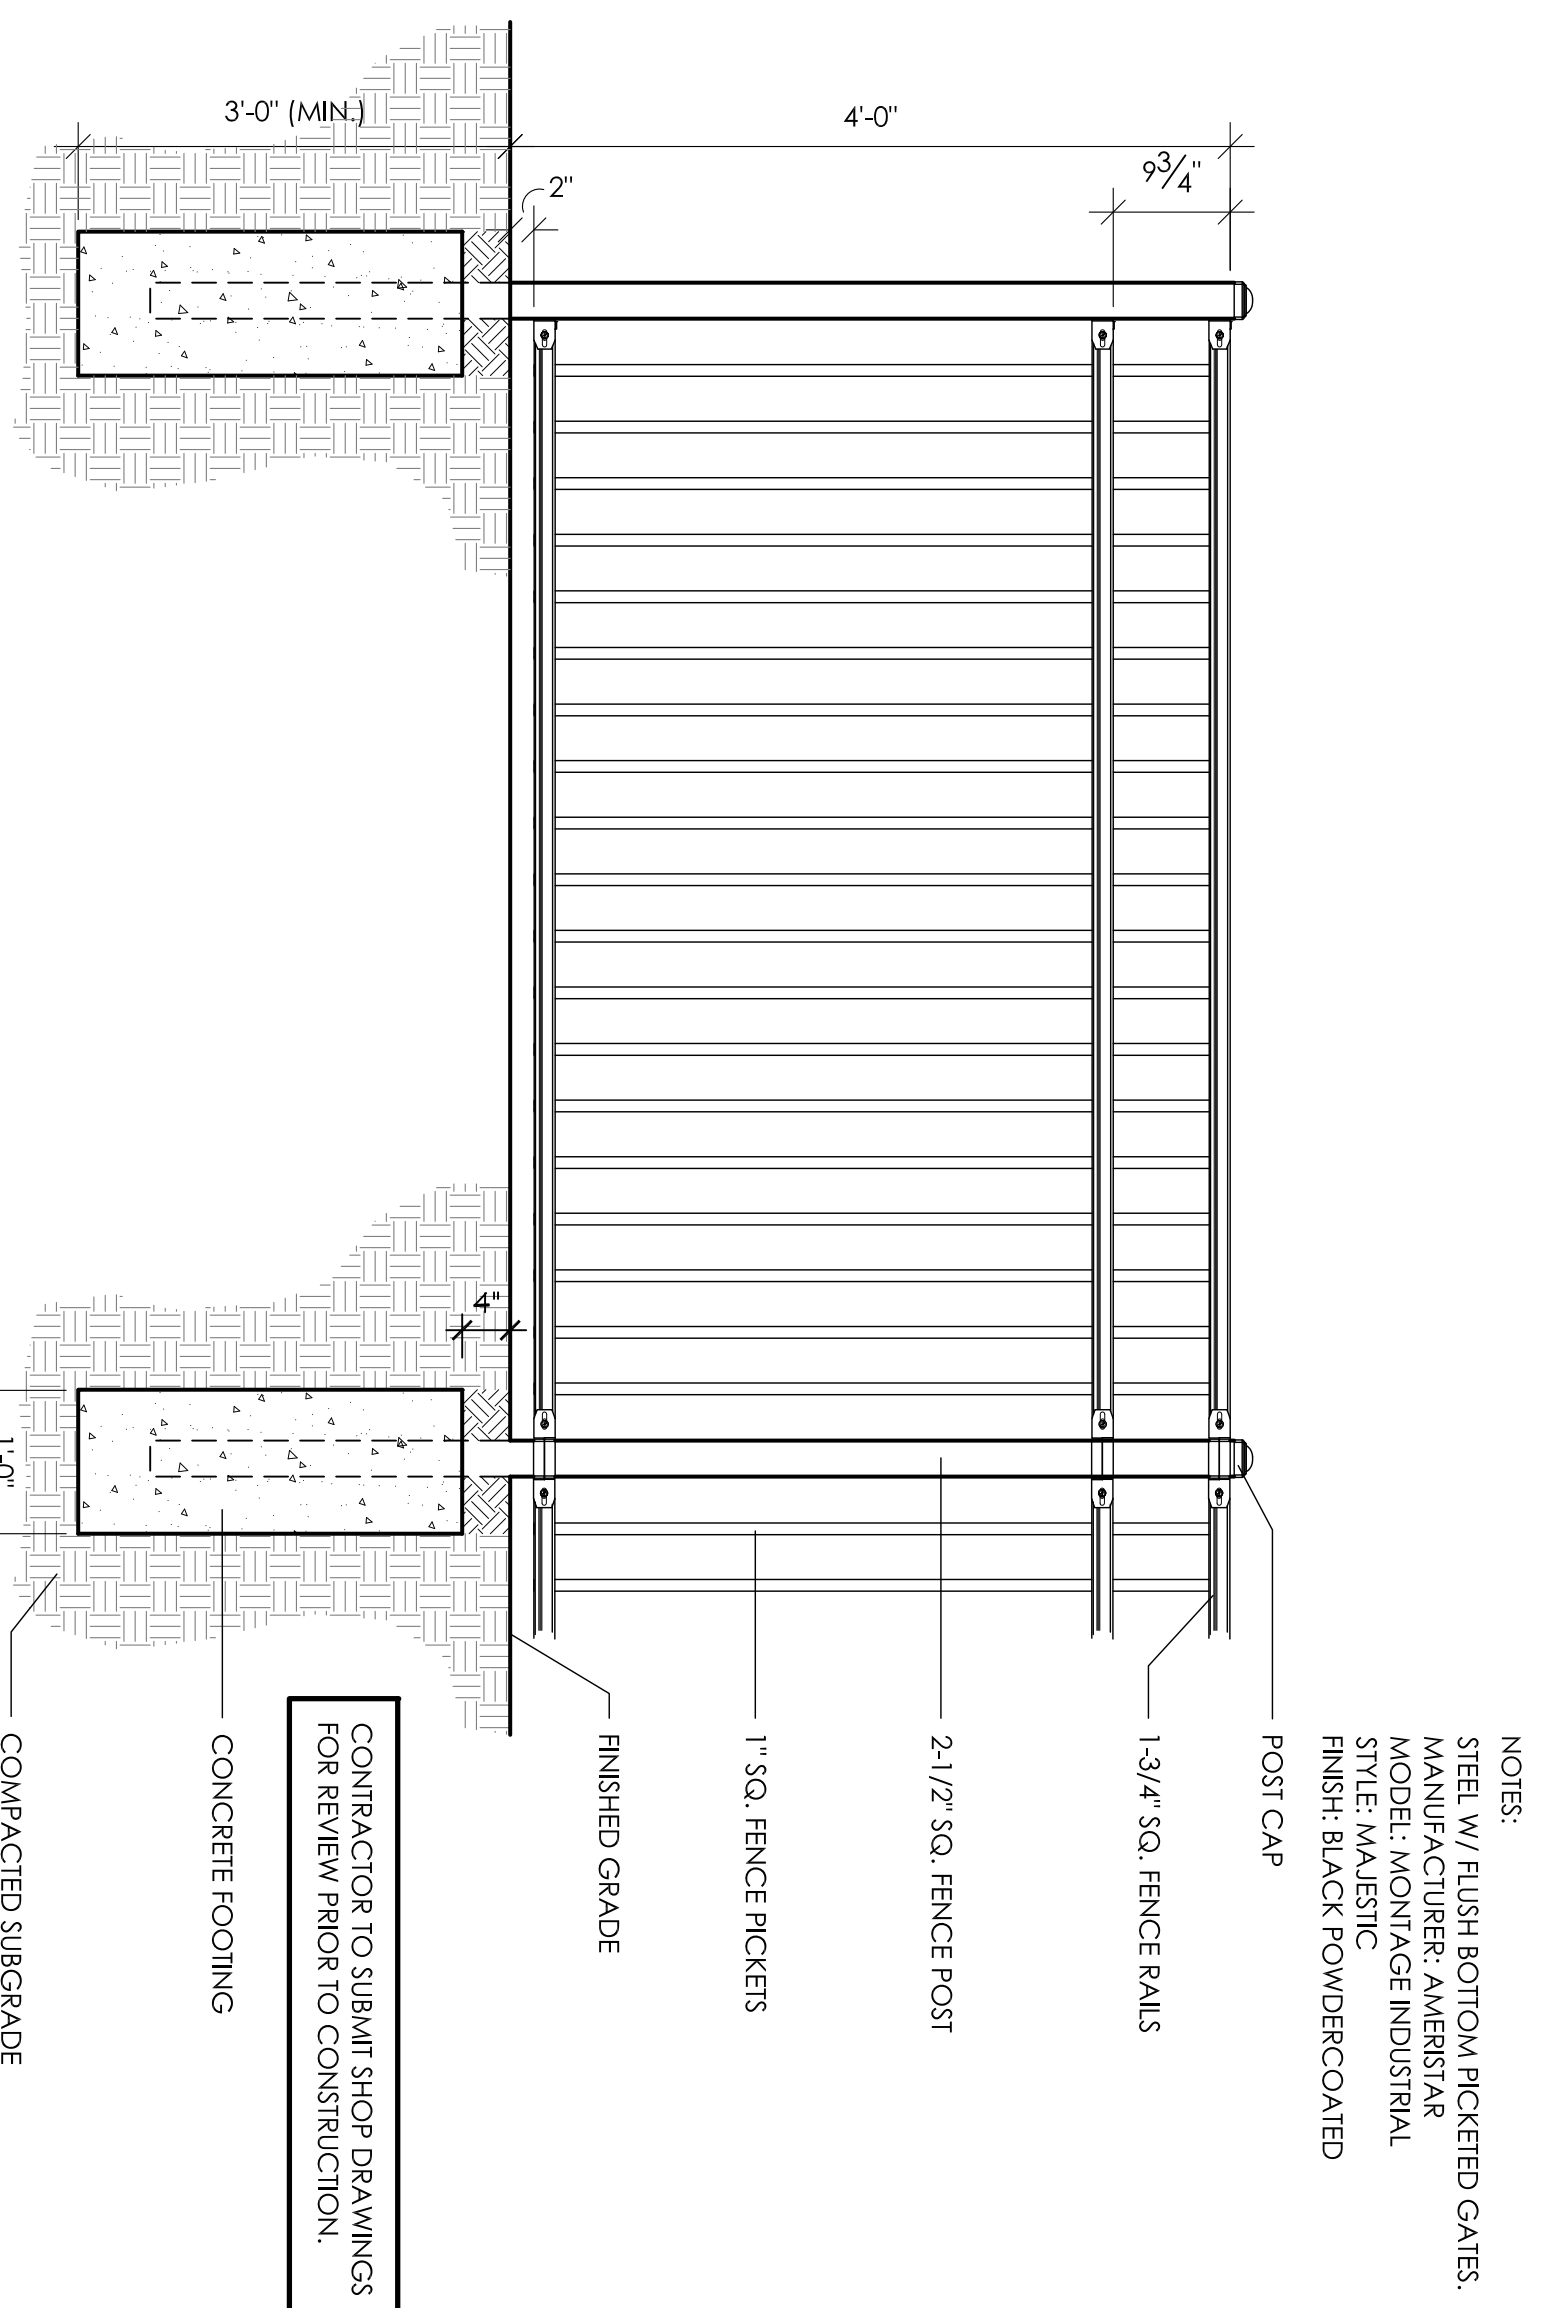 NOTES:
STEEL W/ FLUSH BOTTOM PICKETED GATES.
MANUFACTURER: AMERISTAR
MODEL: MONTAGE INDUSTRIAL
STYLE: MAJESTIC
FINISH: BLACK POWDERCOATED
POST CAP
1-3/4" SQ. FENCE RAILS
2-1/2" SQ. FENCE POST
1" SQ. FENCE PICKETS
FINISHED GRADE
CONTRACTOR TO SUBMIT SHOP DRAWINGS
FOR REVIEW PRIOR TO CONSTRUCTION.
CONCRETE FOOTING
COMPACTED SUBGRADE
9 3/4"
4'-0"
2"
3'-0" (MIN.)
4"
1'-0"